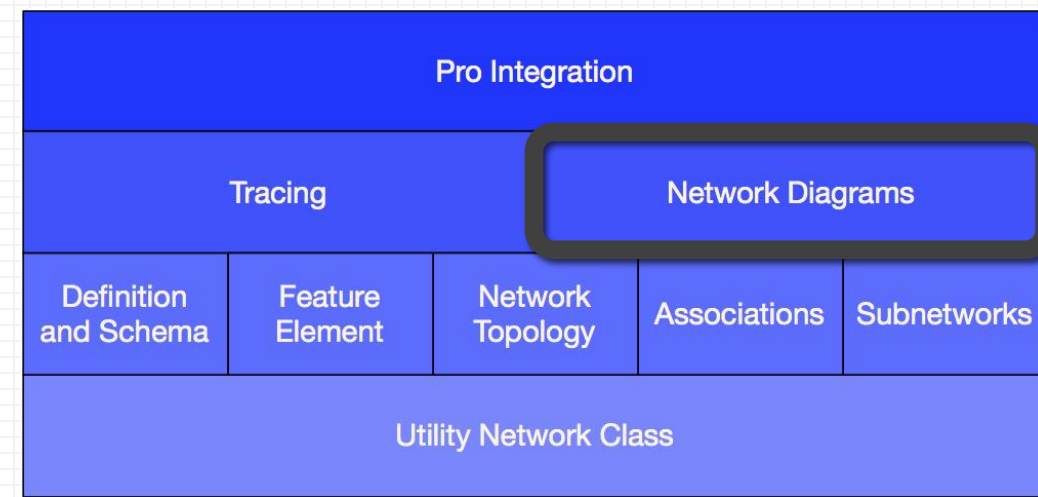 Pro Integration
Tracing
Network Diagrams
Definition
and Schema
Feature
Element
Network
Topology
Associations
Subnetworks
Utility Network Class